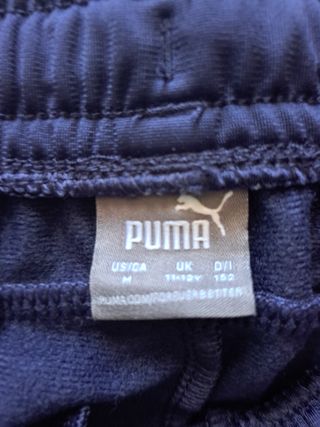 PUMA
US/CA UK D/I
M 11-12Y 152
PUMA.COM/FOREVERBETTER